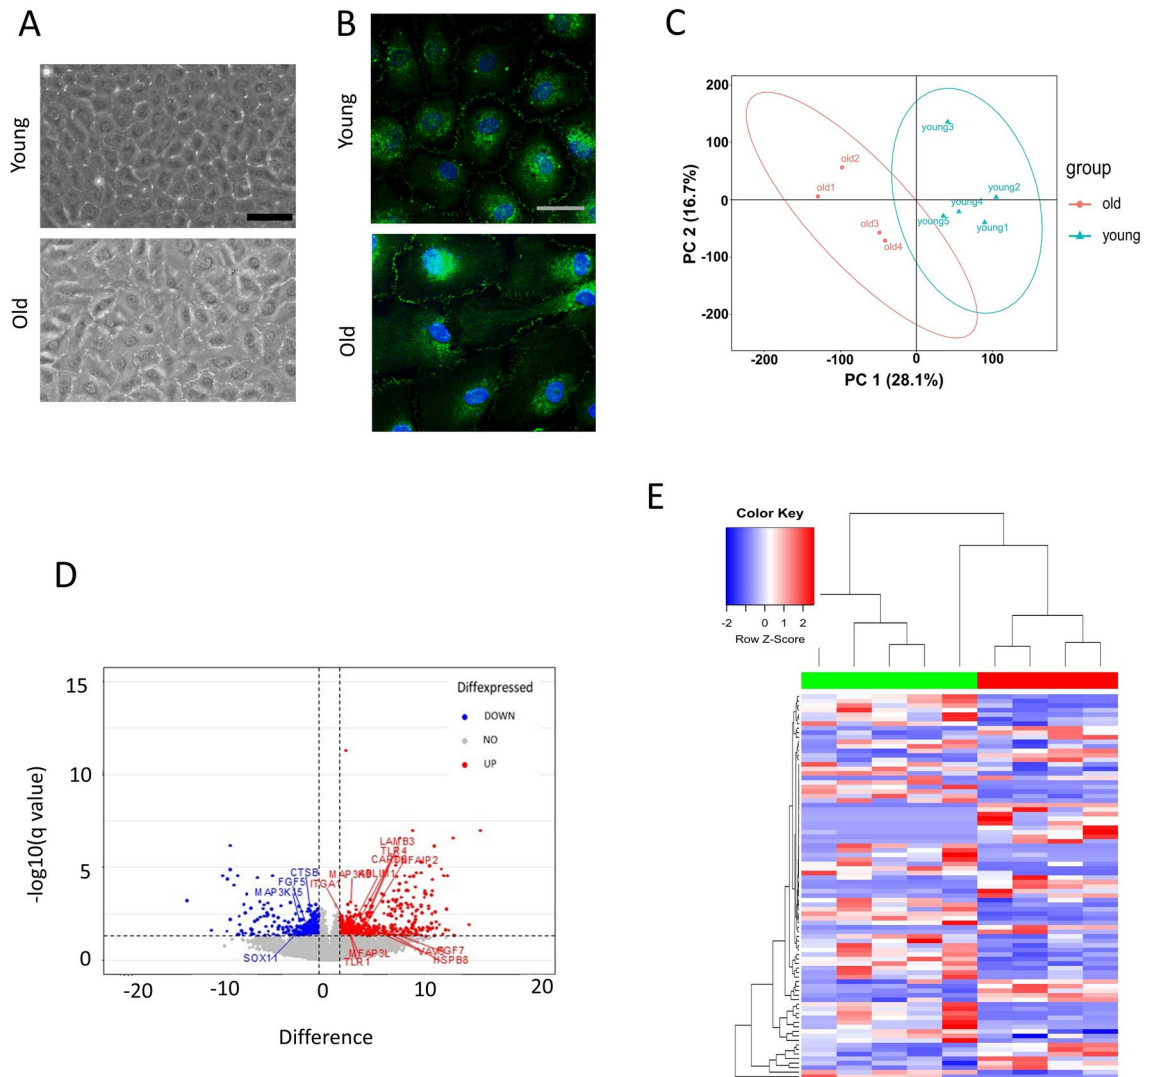 A
B
C
Young
Old
Young
Old
200
100
0
-100
-200
PC 2 (16.7%)
young3
old2
old1
young2
young4
old3
young5
young1
old4
-200
-100
0
100
PC 1 (28.1%)
group
old
young
D
15
10
5
0
-log10(q value)
Diffexpressed
DOWN
NO
UP
LAMB3
TLR4
CTSB
FGF5
ITGA1
MAP3K15
SOX11
MFAP3L
TLR1
FGF7
HSPB8
-20
-10
0
10
20
Difference
E
Color Key
-2
0
1
2
Row Z-Score